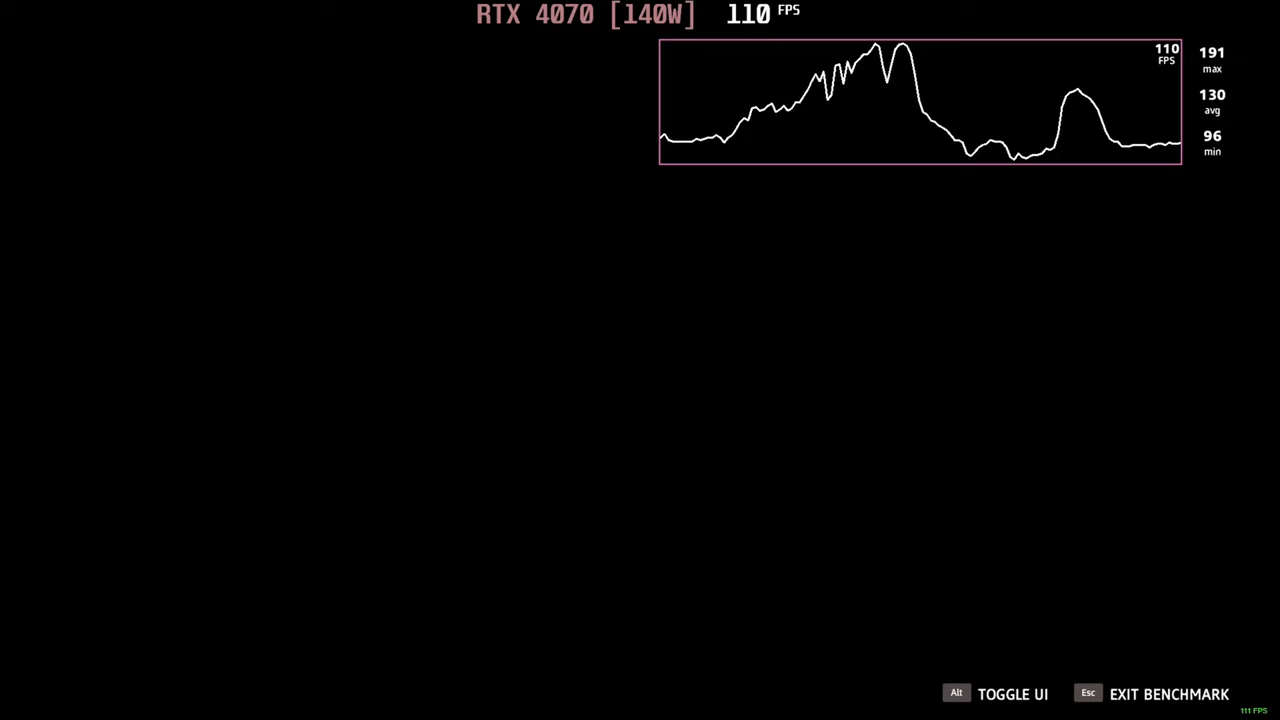 RTX 4070 [140W] 110 FPS
110 FPS
191 max
130 avg
96 min
Alt TOGGLE UI Esc EXIT BENCHMARK
111 FPS